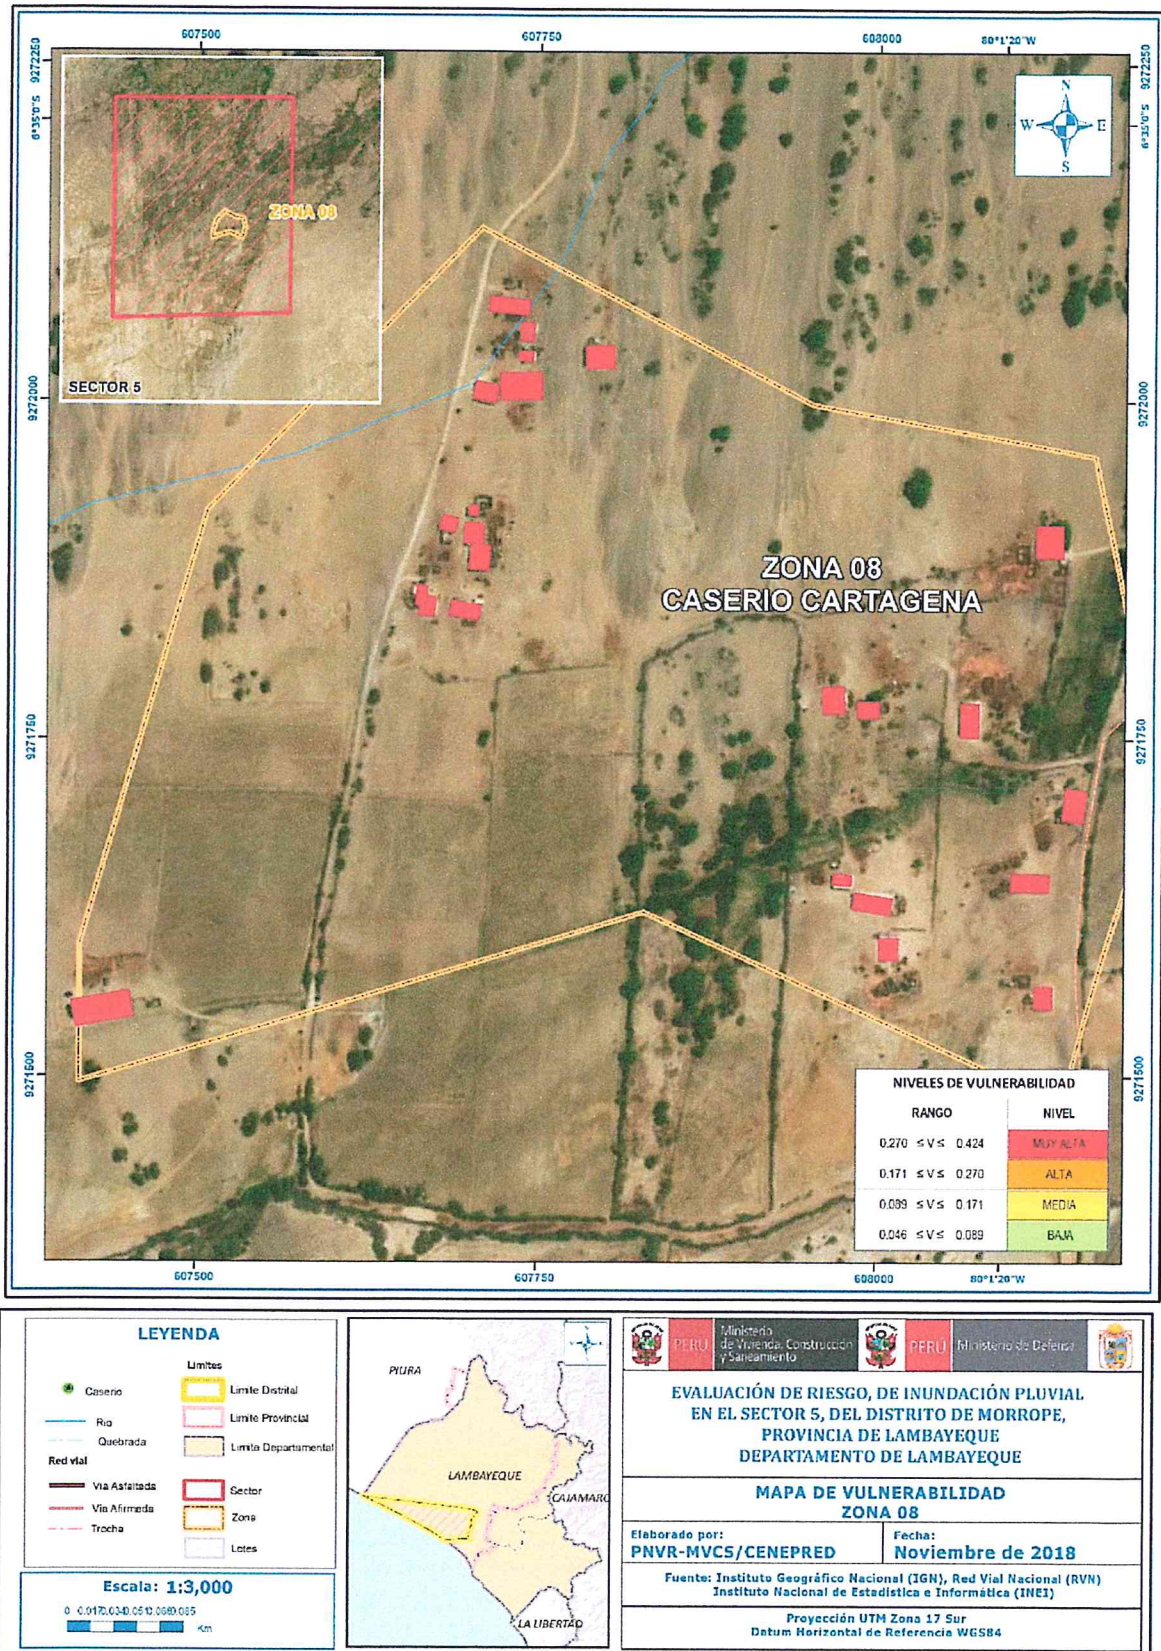 607500
607750
608000
80°1'20"W
9272250
6°35'0"S
9272000
9271750
9271500
9272250
6°35'0"S
9272000
9271750
9271500
N
W E
S
ZONA 08
SECTOR 5
ZONA 08
CASERIO CARTAGENA
NIVELES DE VULNERABILIDAD
RANGO NIVEL
0.270 ≤ V ≤ 0.424 MUY ALTA
0.171 ≤ V ≤ 0.270 ALTA
0.089 ≤ V ≤ 0.171 MEDIA
0.046 ≤ V ≤ 0.089 BAJA
607500
607750
608000
80°1'20"W
LEYENDA
Caserio
Rio
Quebrada
Red vial
Via Asfaltada
Via Afirmada
Trocha
Limites
Limite Distrital
Limite Provincial
Limite Departamental
Sector
Zona
Lotes
Escala: 1:3,000
Km
PIURA
LAMBAYEQUE
CAJAMARC
LA LIBERTAD
PERÚ Ministerio
de Vivienda, Construcción
y Saneamiento
PERÚ Ministerio de Defensa
EVALUACIÓN DE RIESGO, DE INUNDACIÓN PLUVIAL
EN EL SECTOR 5, DEL DISTRITO DE MORROPE,
PROVINCIA DE LAMBAYEQUE
DEPARTAMENTO DE LAMBAYEQUE
MAPA DE VULNERABILIDAD
ZONA 08
Elaborado por:
PNVR-MVCS/CENEPRED
Fecha:
Noviembre de 2018
Fuente: Instituto Geográfico Nacional (IGN), Red Vial Nacional (RVN)
Instituto Nacional de Estadística e Informática (INEI)
Proyección UTM Zona 17 Sur
Datum Horizontal de Referencia WGS84